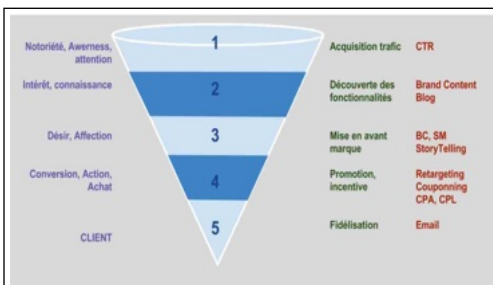 Notoriété, Awerness,
attention
1
Acquisition trafic
CTR
Intérêt, connaissance
2
Découverte des
fonctionnalités
Brand Content
Blog
Désir, Affection
3
Mise en avant
marque
BC, SM
StoryTelling
Conversion, Action,
Achat
4
Promotion,
incentive
Retargeting
Couponning
CPA, CPL
CLIENT
5
Fidélisation
Email